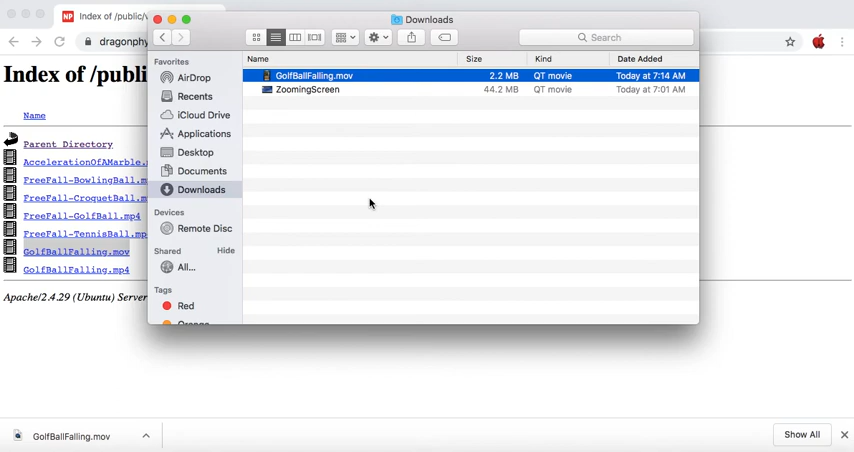 Index of /public/v
dragonphy
Downloads
Search
Index of /publi
Name
Parent Directory
AccelerationOfAMarble.
FreeFall-BowlingBall.m
FreeFall-CroquetBall.m
FreeFall-GolfBall.mp4
FreeFall-TennisBall.mp
GolfBallFalling.mov
GolfBallFalling.mp4
Apache/2.4.29 (Ubuntu) Server
Favorites
AirDrop
Recents
iCloud Drive
Applications
Desktop
Documents
Downloads
Devices
Remote Disc
Shared Hide
All...
Tags
Red
Orange
Name Size Kind Date Added
GolfBallFalling.mov 2.2 MB QT movie Today at 7:14 AM
ZoomingScreen 44.2 MB QT movie Today at 7:01 AM
GolfBallFalling.mov
Show All